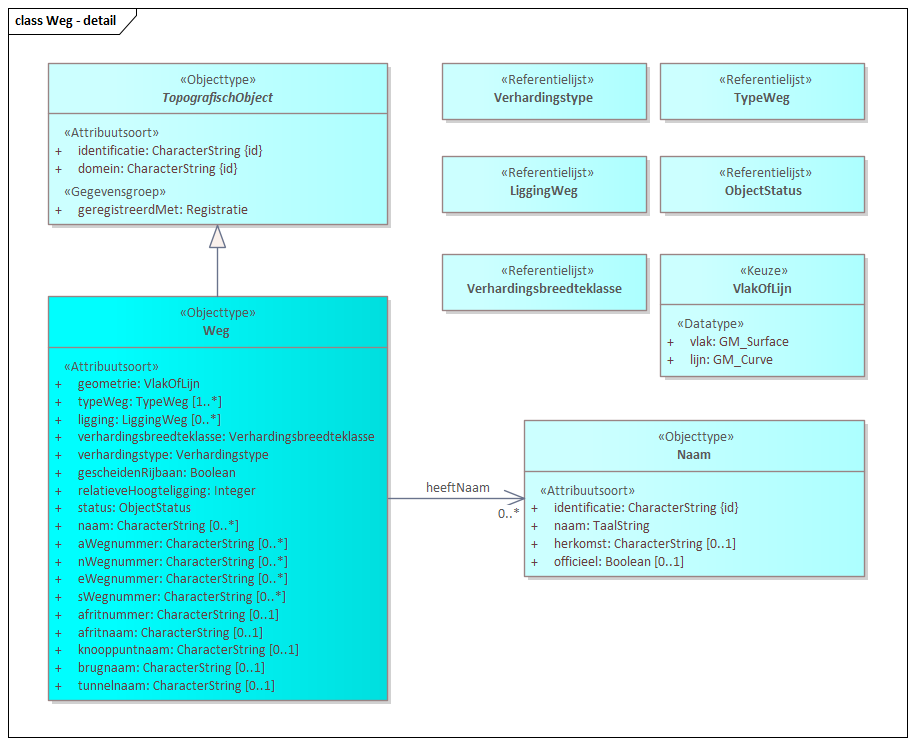 class Weg - detail
«Objecttype»
TopografischObject
«Attribuutsoort»
+ identificatie: CharacterString {id}
+ domein: CharacterString {id}
«Gegevensgroep»
+ geregistreerdMet: Registratie
«Referentielijst»
Verhardingstype
«Referentielijst»
TypeWeg
«Referentielijst»
LiggingWeg
«Referentielijst»
ObjectStatus
«Referentielijst»
Verhardingsbreedteklasse
«Keuze»
VlakOfLijn
«Datatype»
+ vlak: GM_Surface
+ lijn: GM_Curve
«Objecttype»
Weg
«Attribuutsoort»
+ geometrie: VlakOfLijn
+ typeWeg: TypeWeg [1..*]
+ ligging: LiggingWeg [0..*]
+ verhardingsbreedteklasse: Verhardingsbreedteklasse
+ verhardingstype: Verhardingstype
+ gescheidenRijbaan: Boolean
+ relatieveHoogteligging: Integer
+ status: ObjectStatus
+ naam: CharacterString [0..*]
+ aWegnummer: CharacterString [0..*]
+ nWegnummer: CharacterString [0..*]
+ eWegnummer: CharacterString [0..*]
+ sWegnummer: CharacterString [0..*]
+ afritnummer: CharacterString [0..1]
+ afritnaam: CharacterString [0..1]
+ knooppuntnaam: CharacterString [0..1]
+ brugnaam: CharacterString [0..1]
+ tunnelnaam: CharacterString [0..1]
heeftNaam
0..*
«Objecttype»
Naam
«Attribuutsoort»
+ identificatie: CharacterString {id}
+ naam: TaalString
+ herkomst: CharacterString [0..1]
+ officieel: Boolean [0..1]